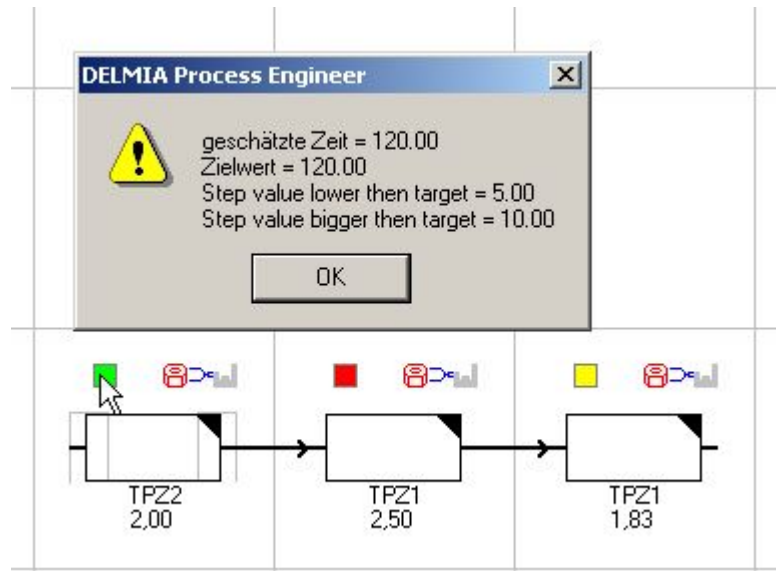 DELMIA Process Engineer
geschätzte Zeit = 120.00
Zielwert = 120.00
Step value lower then target = 5.00
Step value bigger then target = 10.00
OK
TPZ2
2,00
TPZ1
2,50
TPZ1
1,83